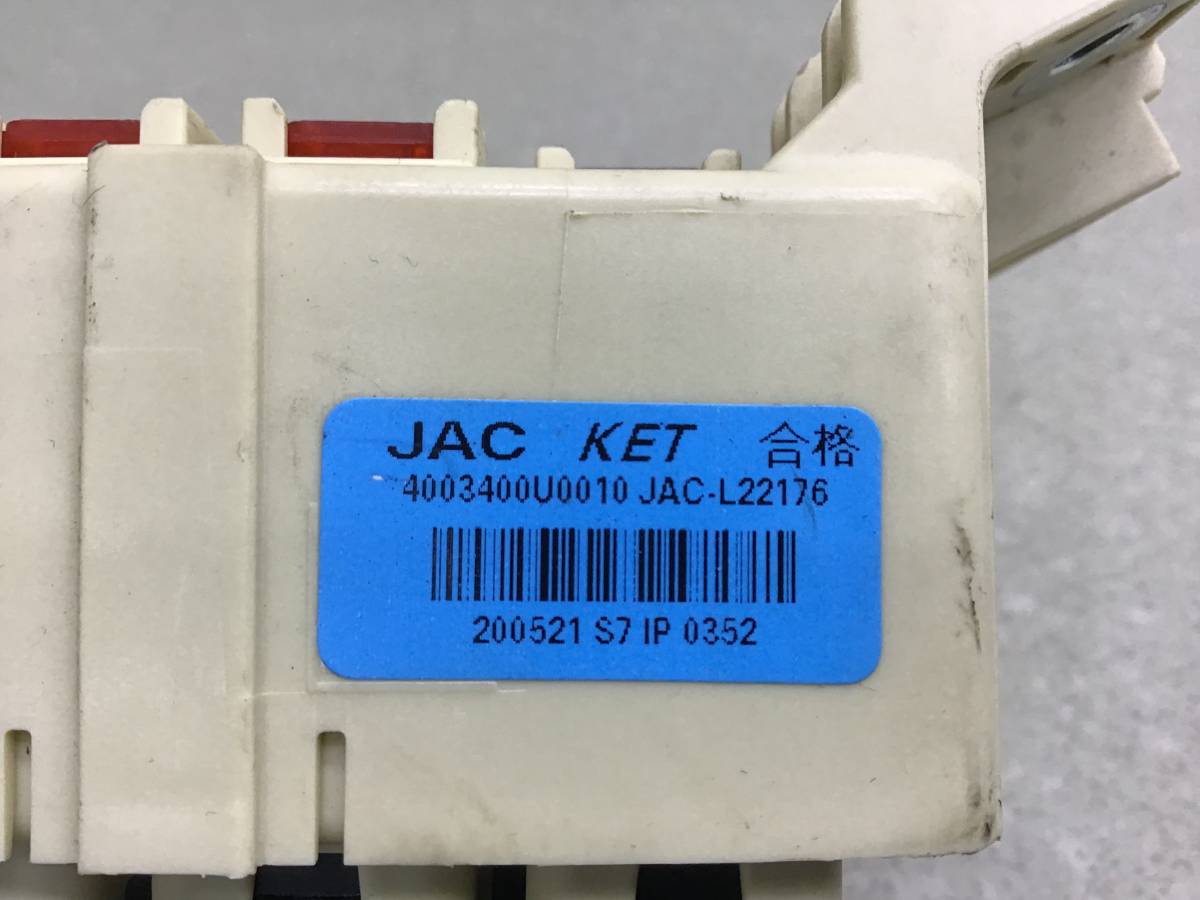 JAC KET 合格
4003400U0010 JAC-L22176
200521 S7 IP 0352